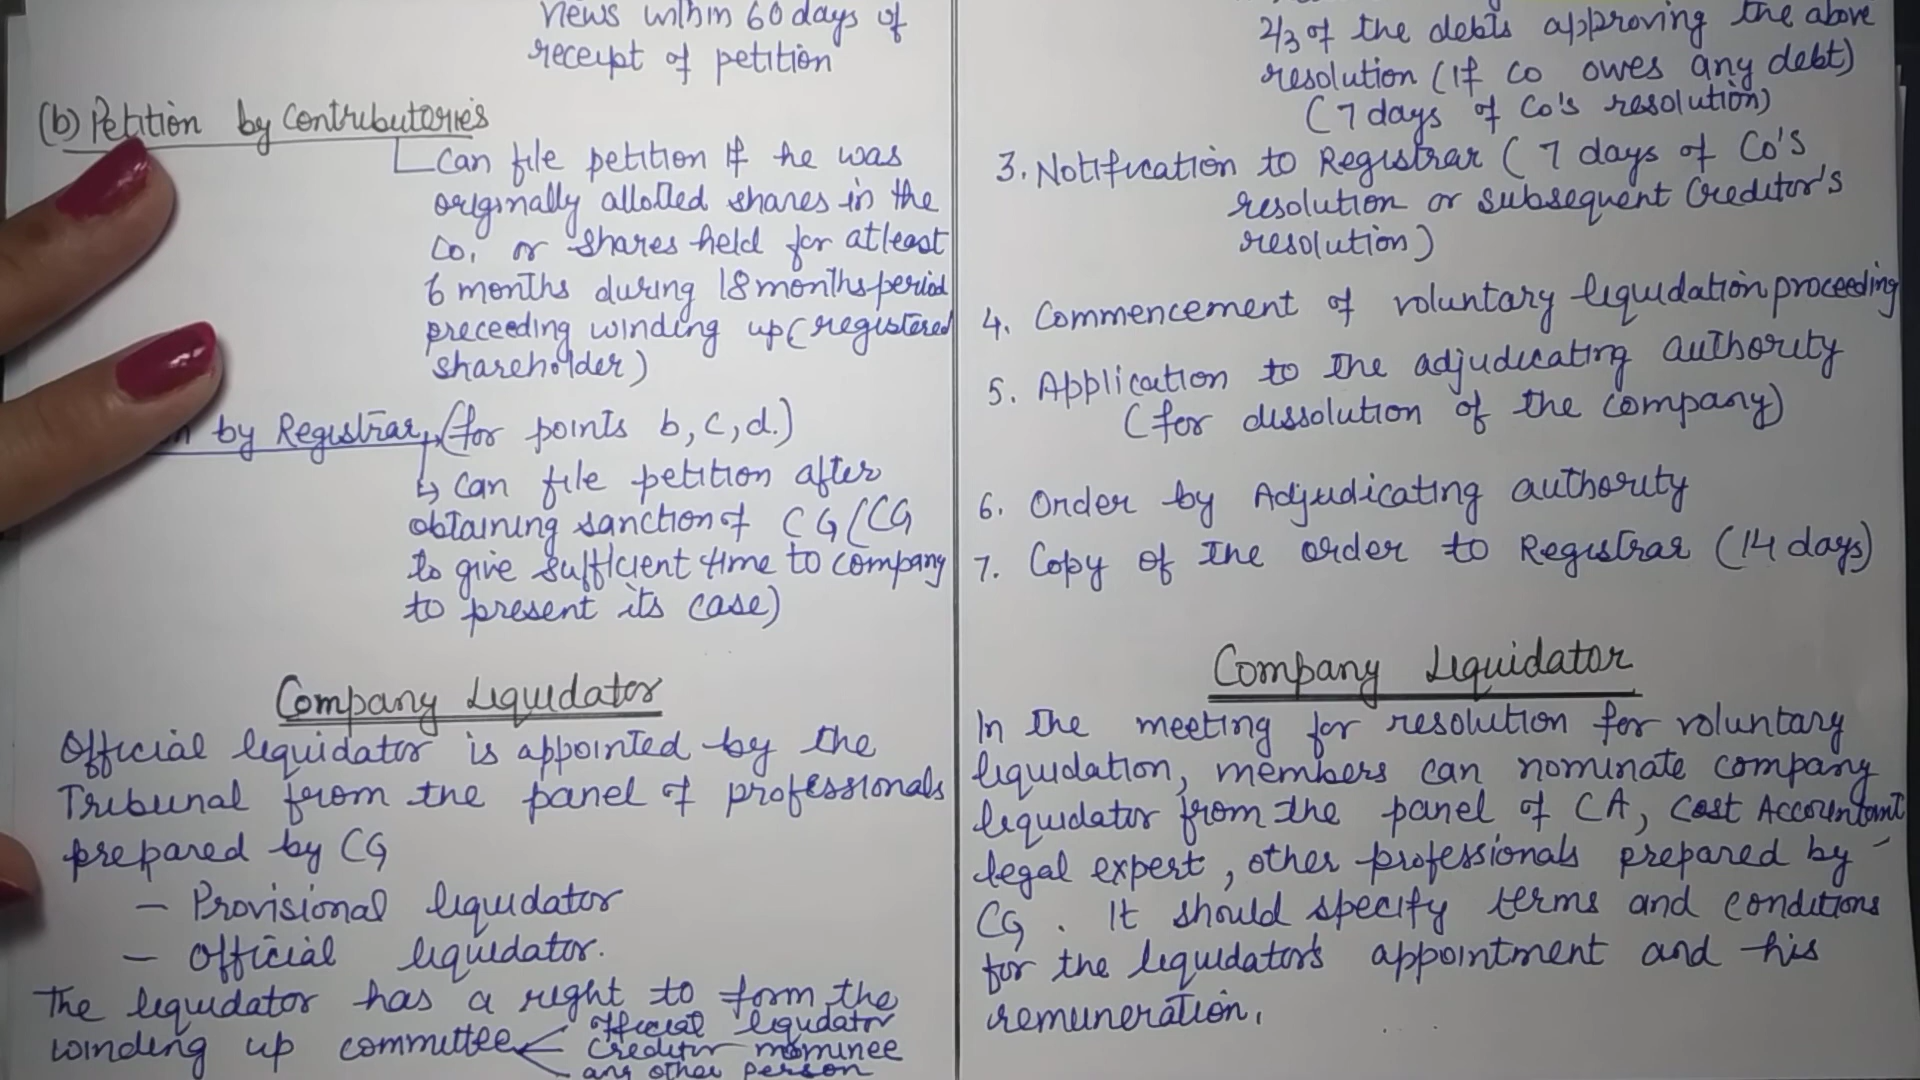 news within 60 days of
receipt of petition
(b) Petition by Contributories
Can file petition if he was
originally allotted shares in the
Co, or shares held for atleast
6 months during 18 months period
preceeding winding up (registered
shareholder)
by Registrar (for points b, c, d.)
Can file petition after
obtaining sanction of CG (CG
to give sufficient time to company
to present its case)
Company Liquidator
Official liquidator is appointed by the
Tribunal from the panel of professionals
prepared by CG
- Provisional liquidator
- Official liquidator.
The liquidator has a right to form the
winding up committee
official liqudator
Creditor nominee
any other person
2/3 of the debts approving the above
resolution (if co owes any debt)
(7 days of Co's resolution)
3. Notification to Registrar (7 days of Co's
resolution or subsequent Creditor's
resolution)
4. Commencement of voluntary liquidation proceeding
5. Application to the adjudicating authority
(for dissolution of the company)
6. Order by Adjudicating authority
7. Copy of the order to Registrar (14 days)
Company Liquidator
In the meeting for resolution for voluntary
liquidation, members can nominate company
liquidator from the panel of CA, Cost Accountant
legal expert, other professionals prepared by
CG. It should specify terms and conditions
for the liquidators appointment and his
remuneration.